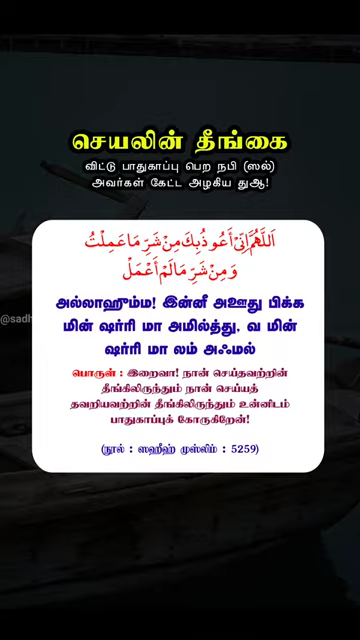 செயலின் தீங்கை
விட்டு பாதுகாப்பு பெற நபி (ஸல்)
அவர்கள் கேட்ட அழகிய துஆ!
اَللّٰهُمَّ اِنِّيْ أَعُوْذُ بِكَ مِنْ شَرِّ مَا عَمِلْتُ
وَمِنْ شَرِّ مَا لَمْ أَعْمَلْ
அல்லாஹும்ம! இன்னீ அஊது பிக்க
மின் ஷர்ரி மா அமில்த்து, வ மின்
ஷர்ரி மா லம் அஃமல்
பொருள் : இறைவா! நான் செய்தவற்றின்
தீங்கிலிருந்தும் நான் செய்யத்
தவறியவற்றின் தீங்கிலிருந்தும் உன்னிடம்
பாதுகாப்புக் கோருகிறேன்!
(நூல் : ஸஹீஹ் முஸ்லிம் : 5259)